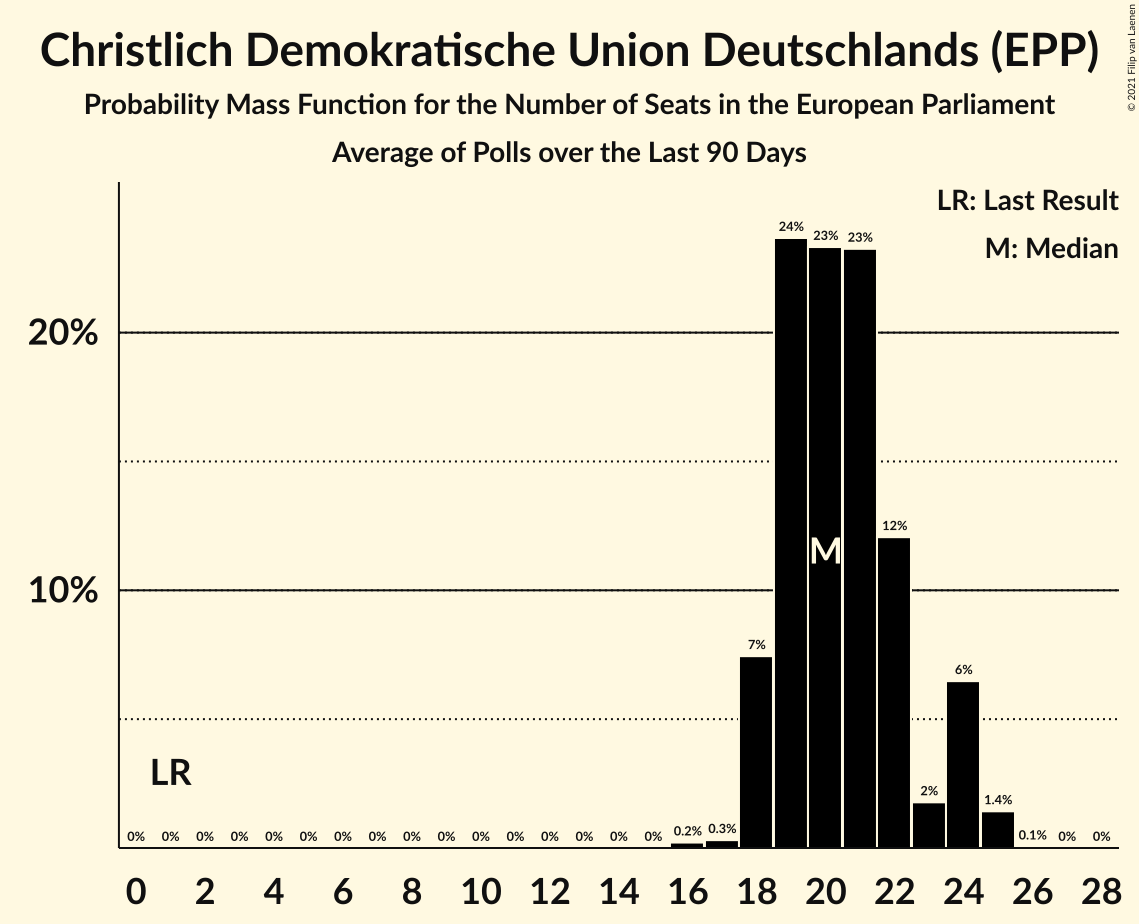 Christlich Demokratische Union Deutschlands (EPP)
Probability Mass Function for the Number of Seats in the European Parliament
Average of Polls over the Last 90 Days
© 2021 Filip van Laenen
LR: Last Result
M: Median
24% 23% 23%
20%
12%
M
10%
7%
6%
LR
2%
1.4%
0% 0% 0% 0% 0% 0% 0% 0% 0% 0% 0% 0% 0% 0% 0% 0% 0.2% 0.3% 0.1% 0% 0%
0 2 4 6 8 10 12 14 16 18 20 22 24 26 28